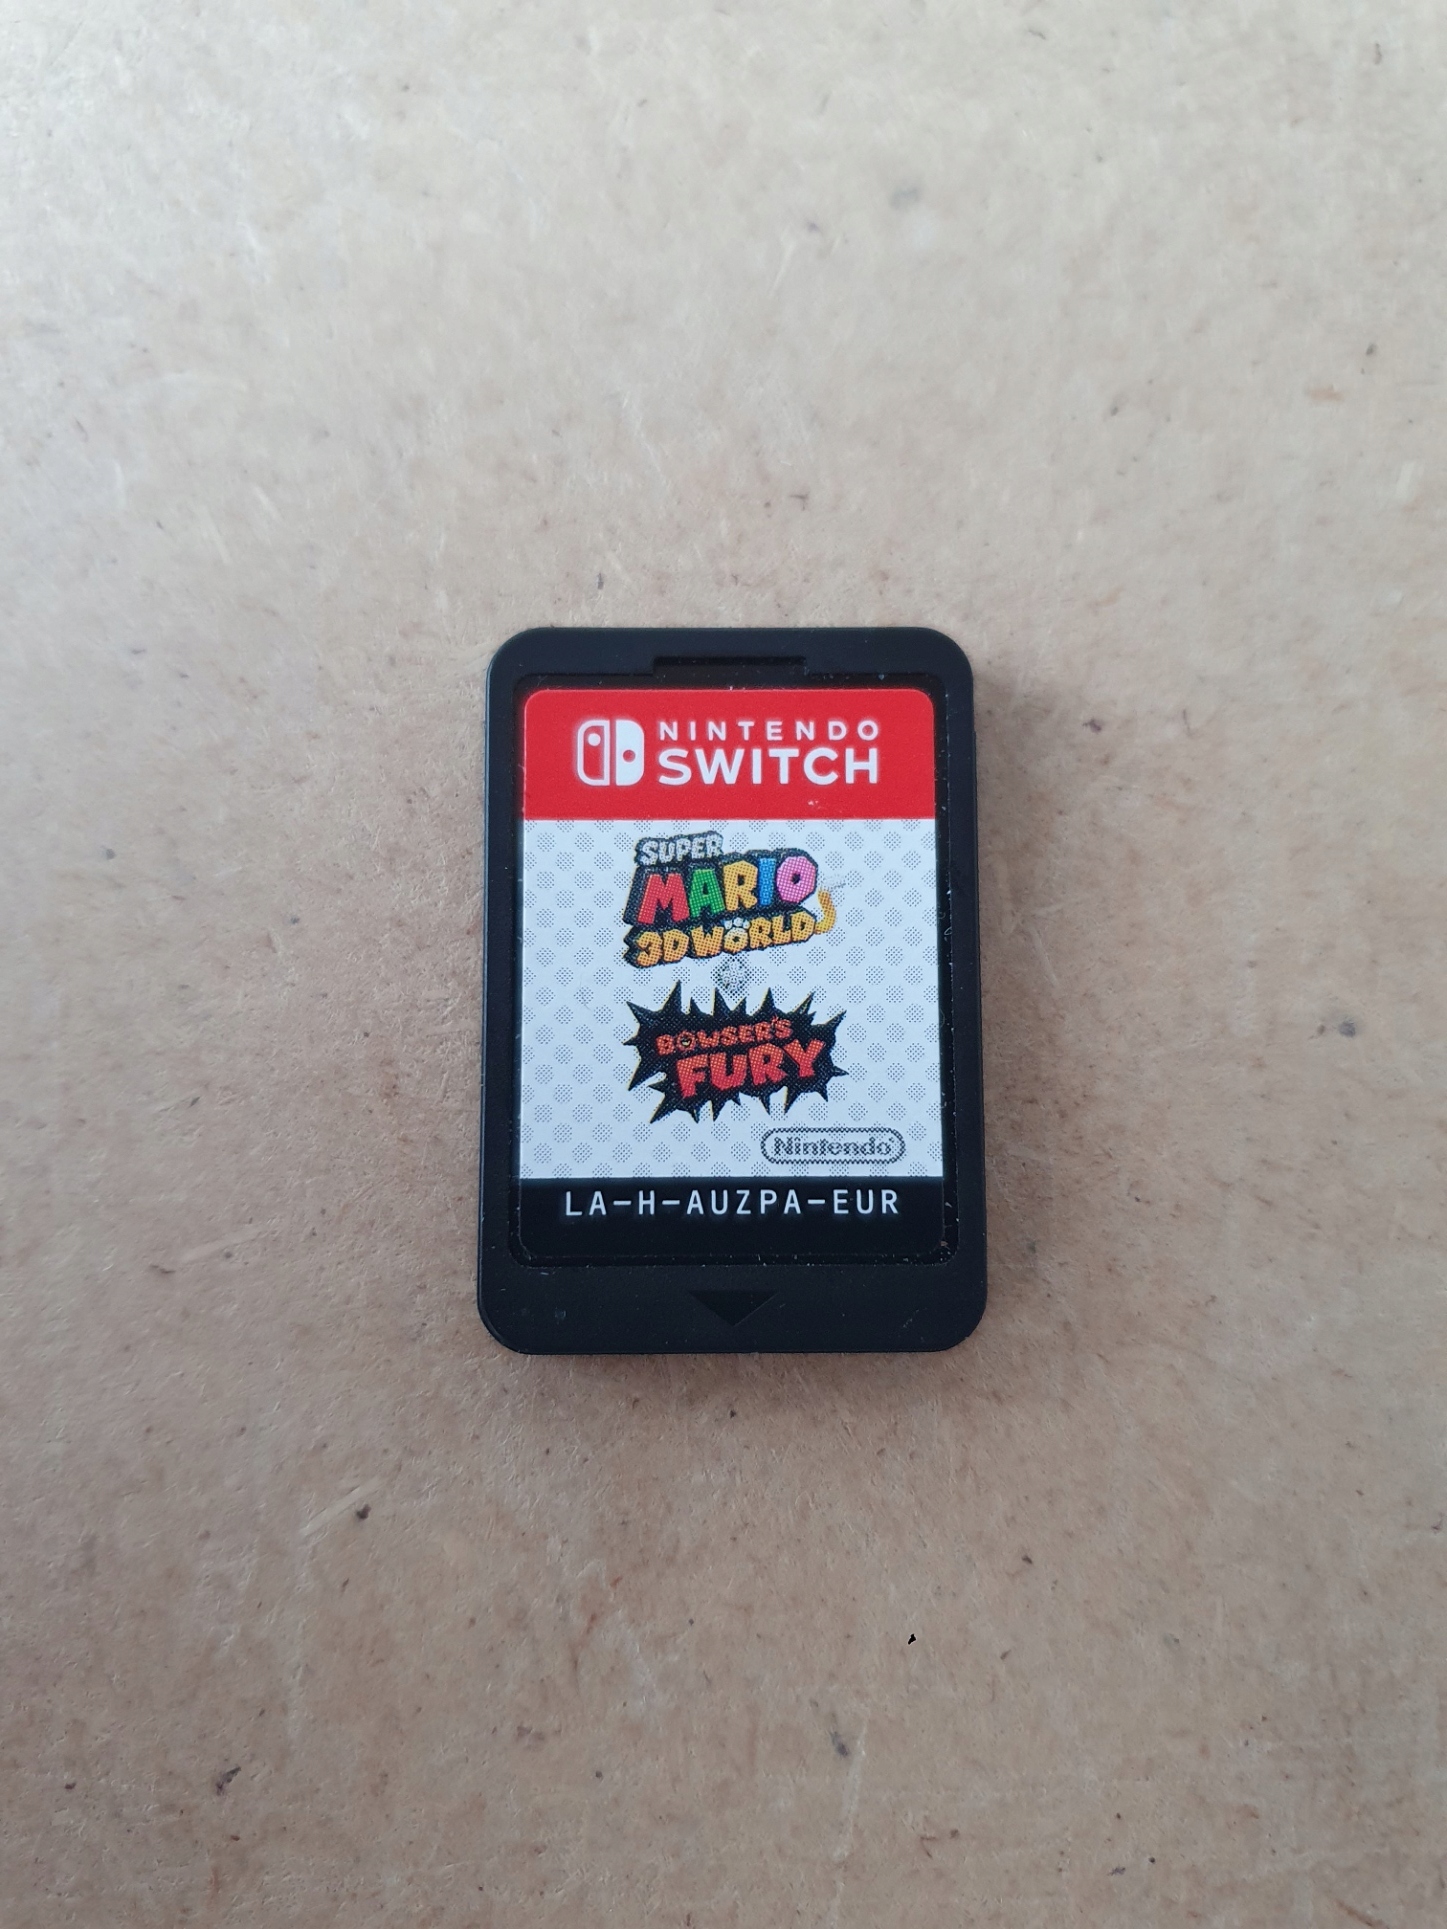 NINTENDO
SWITCH
SUPER
MARIO
3D WORLD
BOWSER'S
FURY
Nintendo
LA-H-AUZPA-EUR